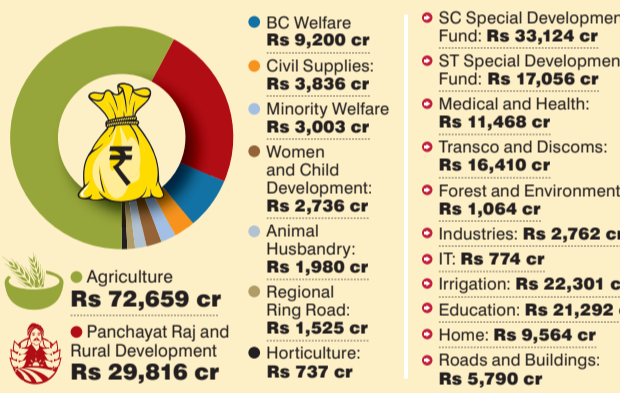 BC Welfare
Rs 9,200 cr
Civil Supplies:
Rs 3,836 cr
Minority Welfare
Rs 3,003 cr
Women
and Child
Development:
Rs 2,736 cr
Animal
Husbandry:
Rs 1,980 cr
Regional
Ring Road:
Rs 1,525 cr
Horticulture:
Rs 737 cr
₹
Agriculture
Rs 72,659 cr
Panchayat Raj and
Rural Development
Rs 29,816 cr
SC Special Developmen
Fund: Rs 33,124 cr
ST Special Developmen
Fund: Rs 17,056 cr
Medical and Health:
Rs 11,468 cr
Transco and Discoms:
Rs 16,410 cr
Forest and Environment
Rs 1,064 cr
Industries: Rs 2,762 cr
IT: Rs 774 cr
Irrigation: Rs 22,301 c
Education: Rs 21,292
Home: Rs 9,564 cr
Roads and Buildings:
Rs 5,790 cr